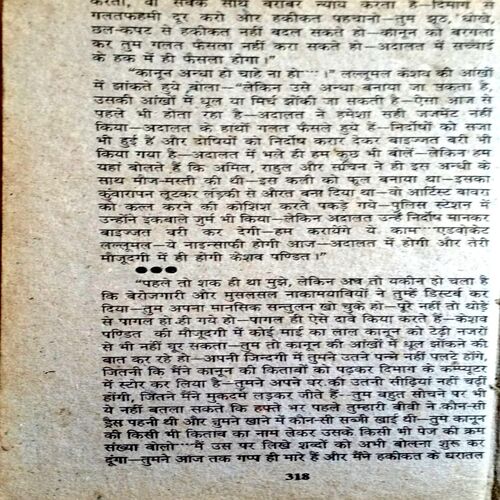 करता, वो सबके साथ बराबर न्याय करता है—दिमाग से
गलतफहमी दूर करो और हकीकत पहचानो—तुम झूठ, धोखे,
छल-कपट से हकीकत नहीं बदल सकते हो—कानून को बरगला
कर तुम गलत फैसला नहीं करा सकते हो—अदालत में सच्चाई
के हक में ही फैसला होगा।"
"कानून अन्धा हो चाहे ना हो····।" लल्लूमल केशव की आंखों
में झांकते हुये बोला—"लेकिन उसे अन्धा बनाया जा सकता है,
उसकी आंखों में धूल या मिर्च झौंकी जा सकती है—ऐसा आज से
पहले भी होता रहा है—अदालत ने हमेशा सही जजमेंट नहीं
किया—अदालत के हाथों गलत फैसले हुये हैं—निर्दोषों को सजा
भी हुई है और दोषियों को निर्दोष करार देकर बाइज्जत बरी भी
किया गया है—अदालत में भले ही हम कुछ भी बोलें—लेकिन हम
यहां बोलते हैं कि अमित, राहुल और सचिन ने ही इस अन्धी के
साथ मौज-मस्ती की थी—इस कली को फूल बनाया था—इसका
कुंवारापन लूटकर लड़की से औरत बना दिया था—वो आर्टिस्ट बावरा
को कत्ल करने की कोशिश करते पकड़े गये—पुलिस स्टेशन में
उन्होंने इकबाले जुर्म भी किया—लेकिन अदालत उन्हें निर्दोष मानकर
बाइज्जत बरी कर देगी—हम करायेंगे ये काम····एडवोकेट
लल्लूमल—ये नाइन्साफी होगी आज—अदालत में होगी और तेरी
मौजूदगी में ही होगी केशव पण्डित।"
●●●
"पहले तो शक ही था मुझे, लेकिन अब तो यकीन हो चला है
कि बेरोजगारी और मुसलसल नाकामयाबियों ने तुम्हें डिस्टर्ब कर
दिया—तुम अपना मानसिक सन्तुलन खो चुके हो—पूरे नहीं तो थोड़े
से पागल हो ही गये हो—पागल ही ऐसे दावे किया करते हैं—केशव
पण्डित की मौजूदगी में कोई माई का लाल कानून को टेढ़ी नजरों
से भी नहीं घूर सकता—तुम तो कानून की आंखों में धूल झोंकने की
बात कर रहे हो—अपनी जिन्दगी में तुमने उतने पन्ने नहीं पलटे होंगे,
जितनी कि मैंने कानून की किताबों को पढ़कर दिमाग के कम्प्यूटर
में स्टोर कर लिया है—तुमने अपने घर की उतनी सीढ़ियां नहीं चढ़ीं
होंगी, जितने मैंने मुकदमे लड़कर जीते हैं—तुम बहुत सोचने पर भी
ये नहीं बतला सकते कि हफ्ते भर पहले तुम्हारी बीवी ने कौन-सी
ड्रेस पहनी थी और तुमने खाने में कौन-सी सब्जी खाई थी—तुम कानून
की किसी भी किताब का नाम लेकर उसके किसी भी पेज की क्रम
संख्या बोलो····मैं उस पर लिखे शब्दों को अभी बोलना शुरू कर
दूंगा—तुमने आज तक गप्प ही मारे हैं और मैंने हकीकत के धरातल
318